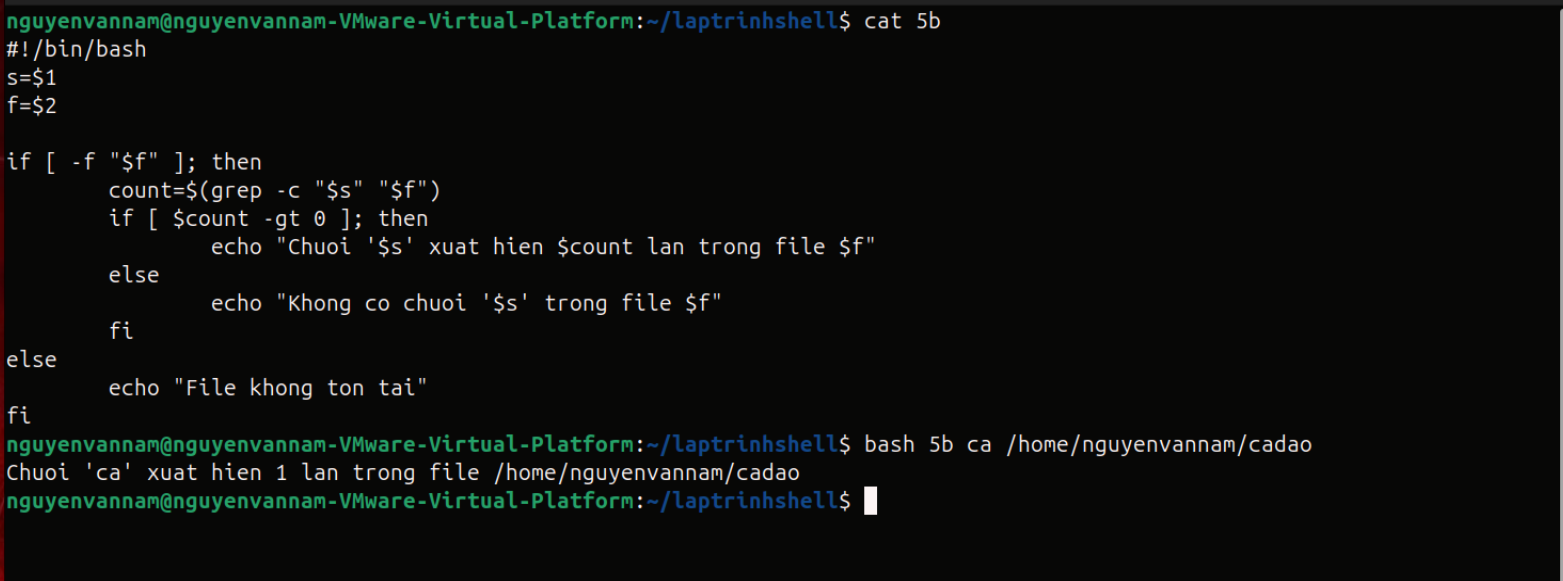 nguyenvannam@nguyenvannam-VMware-Virtual-Platform:~/laptrinhshell$ cat 5b
#!/bin/bash
s=$1
f=$2

if [ -f "$f" ]; then
        count=$(grep -c "$s" "$f")
        if [ $count -gt 0 ]; then
                echo "Chuoi '$s' xuat hien $count lan trong file $f"
        else
                echo "Khong co chuoi '$s' trong file $f"
        fi
else
        echo "File khong ton tai"
fi
nguyenvannam@nguyenvannam-VMware-Virtual-Platform:~/laptrinhshell$ bash 5b ca /home/nguyenvannam/cadao
Chuoi 'ca' xuat hien 1 lan trong file /home/nguyenvannam/cadao
nguyenvannam@nguyenvannam-VMware-Virtual-Platform:~/laptrinhshell$